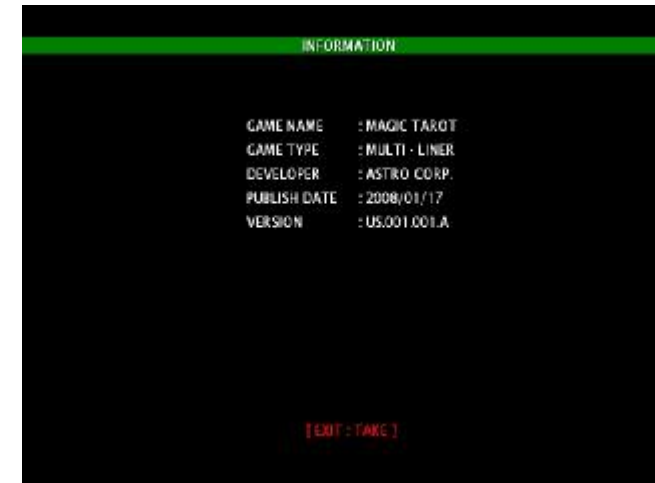 INFORMATION
GAME NAME : MAGIC TAROT
GAME TYPE : MULTI - LINER
DEVELOPER : ASTRO CORP.
PUBLISH DATE : 2008/01/17
VERSION : US.001.001.A
[ EXIT : TAKE ]